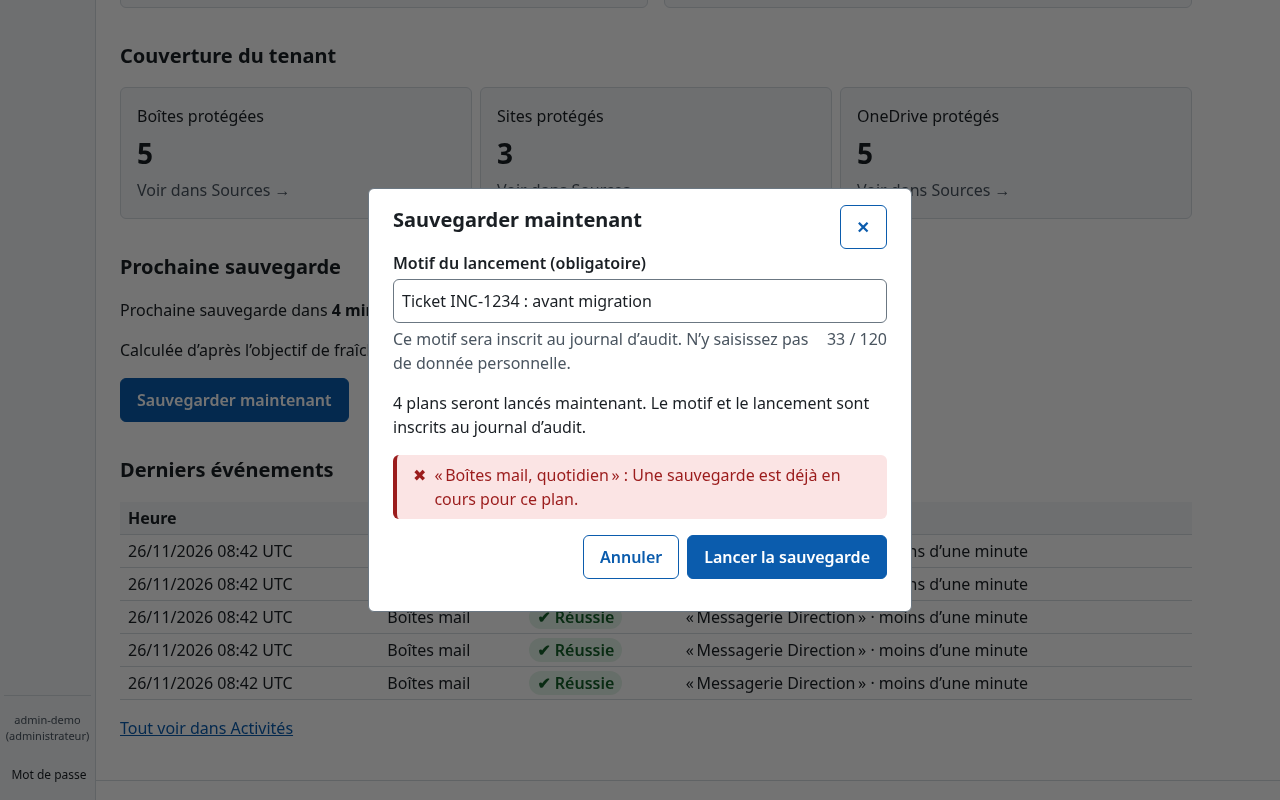 Couverture du tenant
Boîtes protégées
5
Voir dans Sources →
Sites protégés
3
Voir dans Sources
OneDrive protégés
5
Voir dans Sources →
Prochaine sauvegarde
Prochaine sauvegarde dans 4
Calculée d’après l’objectif de
Sauvegarder maintenant
Sauvegarder maintenant
×
Motif du lancement (obligatoire)
Ticket INC-1234 : avant migration
Ce motif sera inscrit au journal d’audit. N’y saisissez pas
de donnée personnelle.
33 / 120
4 plans seront lancés maintenant. Le motif et le lancement sont
inscrits au journal d’audit.
✖ « Boîtes mail, quotidien » : Une sauvegarde est déjà en
cours pour ce plan.
Annuler
Lancer la sauvegarde
Derniers événements
Heure
26/11/2026 08:42 UTC d’une minute
26/11/2026 08:42 UTC d’une minute
26/11/2026 08:42 UTC Boîtes mail ✔ Réussie « Messagerie Direction » · moins d’une minute
26/11/2026 08:42 UTC Boîtes mail ✔ Réussie « Messagerie Direction » · moins d’une minute
26/11/2026 08:42 UTC Boîtes mail ✔ Réussie « Messagerie Direction » · moins d’une minute
Tout voir dans Activités
admin-demo
(administrateur)
Mot de passe